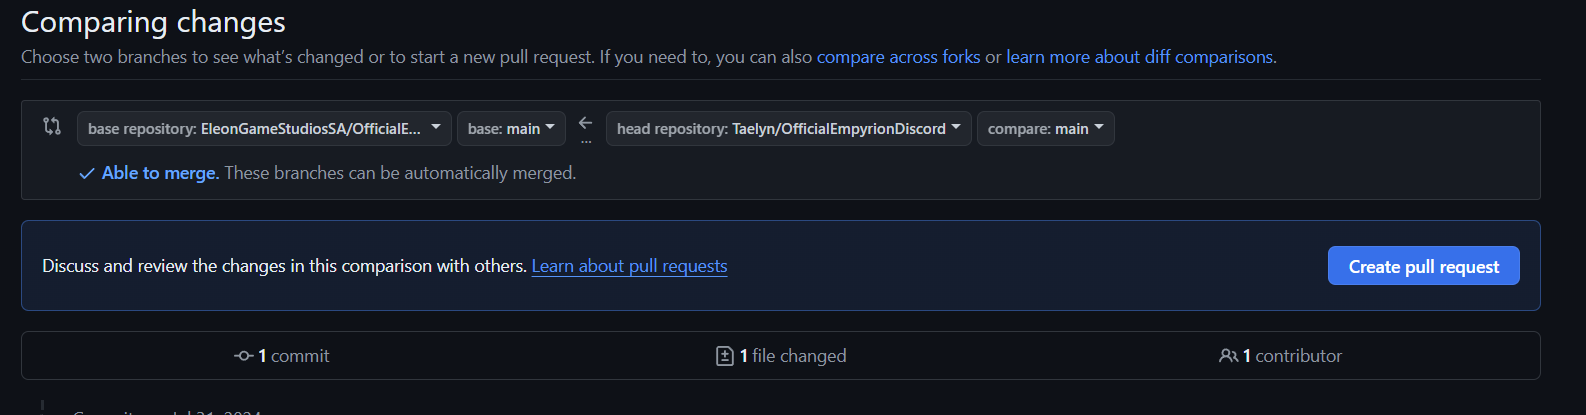 Comparing changes
Choose two branches to see what's changed or to start a new pull request. If you need to, you can also compare across forks or learn more about diff comparisons.
base repository: EleonGameStudiosSA/OfficialE... base: main ... head repository: Taelyn/OfficialEmpyrionDiscord compare: main
Able to merge. These branches can be automatically merged.
Discuss and review the changes in this comparison with others. Learn about pull requests Create pull request
1 commit 1 file changed 1 contributor